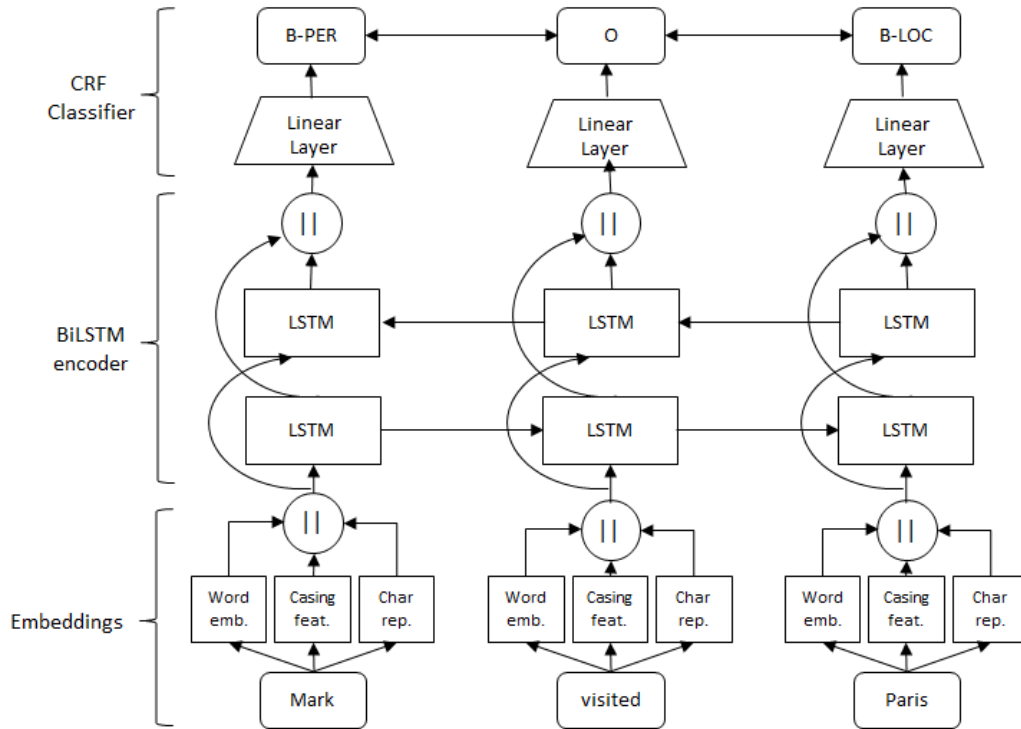 B-PER
O
B-LOC
CRF
Classifier
Linear
Layer
Linear
Layer
Linear
Layer
||
||
||
BiLSTM
encoder
LSTM
LSTM
LSTM
LSTM
LSTM
LSTM
||
||
||
Embeddings
Word
emb.
Casing
feat.
Char
rep.
Word
emb.
Casing
feat.
Char
rep.
Word
emb.
Casing
feat.
Char
rep.
Mark
visited
Paris